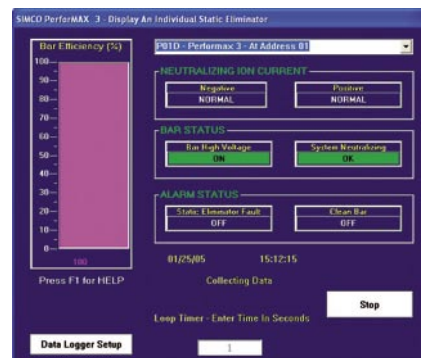 SIMCO PerforMAX 3 - Display An Individual Static Eliminator
Bar Efficiency (%)
100
90
80
70
60
50
40
30
20
10
0
100
Press F1 for HELP
Data Logger Setup
P01D - Performax 3 - At Address 01
NEUTRALIZING ION CURRENT
Negative
NORMAL
Positive
NORMAL
BAR STATUS
Bar High Voltage
ON
System Neutralizing
OK
ALARM STATUS
Static Eliminator Fault
OFF
Clean Bar
OFF
01/25/05 15:12:15
Collecting Data
Stop
Loop Timer - Enter Time In Seconds
1